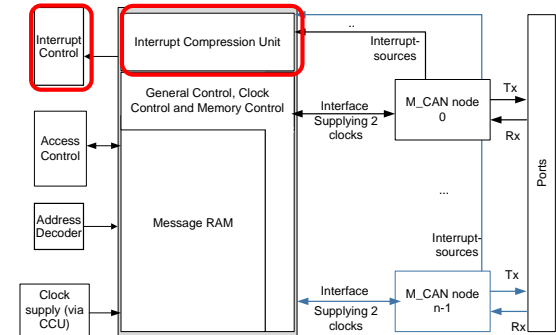 Interrupt
Control
Interrupt Compression Unit
..
Interrupt-
sources
General Control, Clock
Control and Memory Control
Interface
Supplying 2
clocks
M_CAN node
0
Tx
Rx
Access
Control
Ports
...
Address
Decoder
Message RAM
Interrupt-
sources
Clock
supply (via
CCU)
Interface
Supplying 2
clocks
M_CAN node
n-1
Tx
Rx